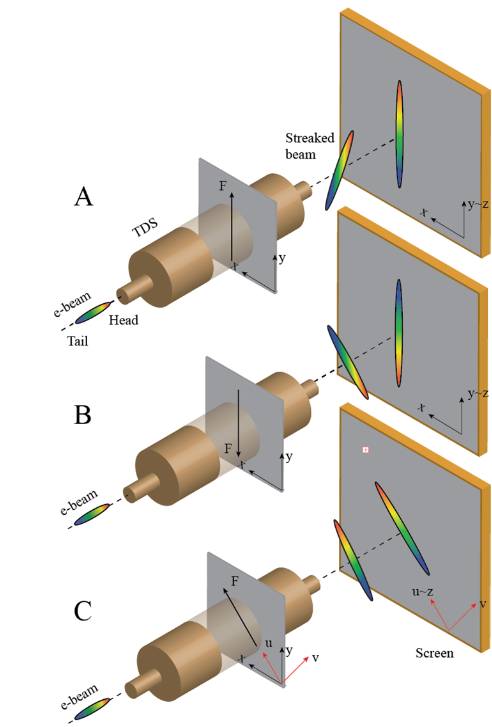 Streaked
beam
A
F
TDS
x
y
y~z
x
e-beam
Head
Tail
B
F
x
y
y~z
x
e-beam
C
F
u
x
y
v
u~z
v
Screen
e-beam